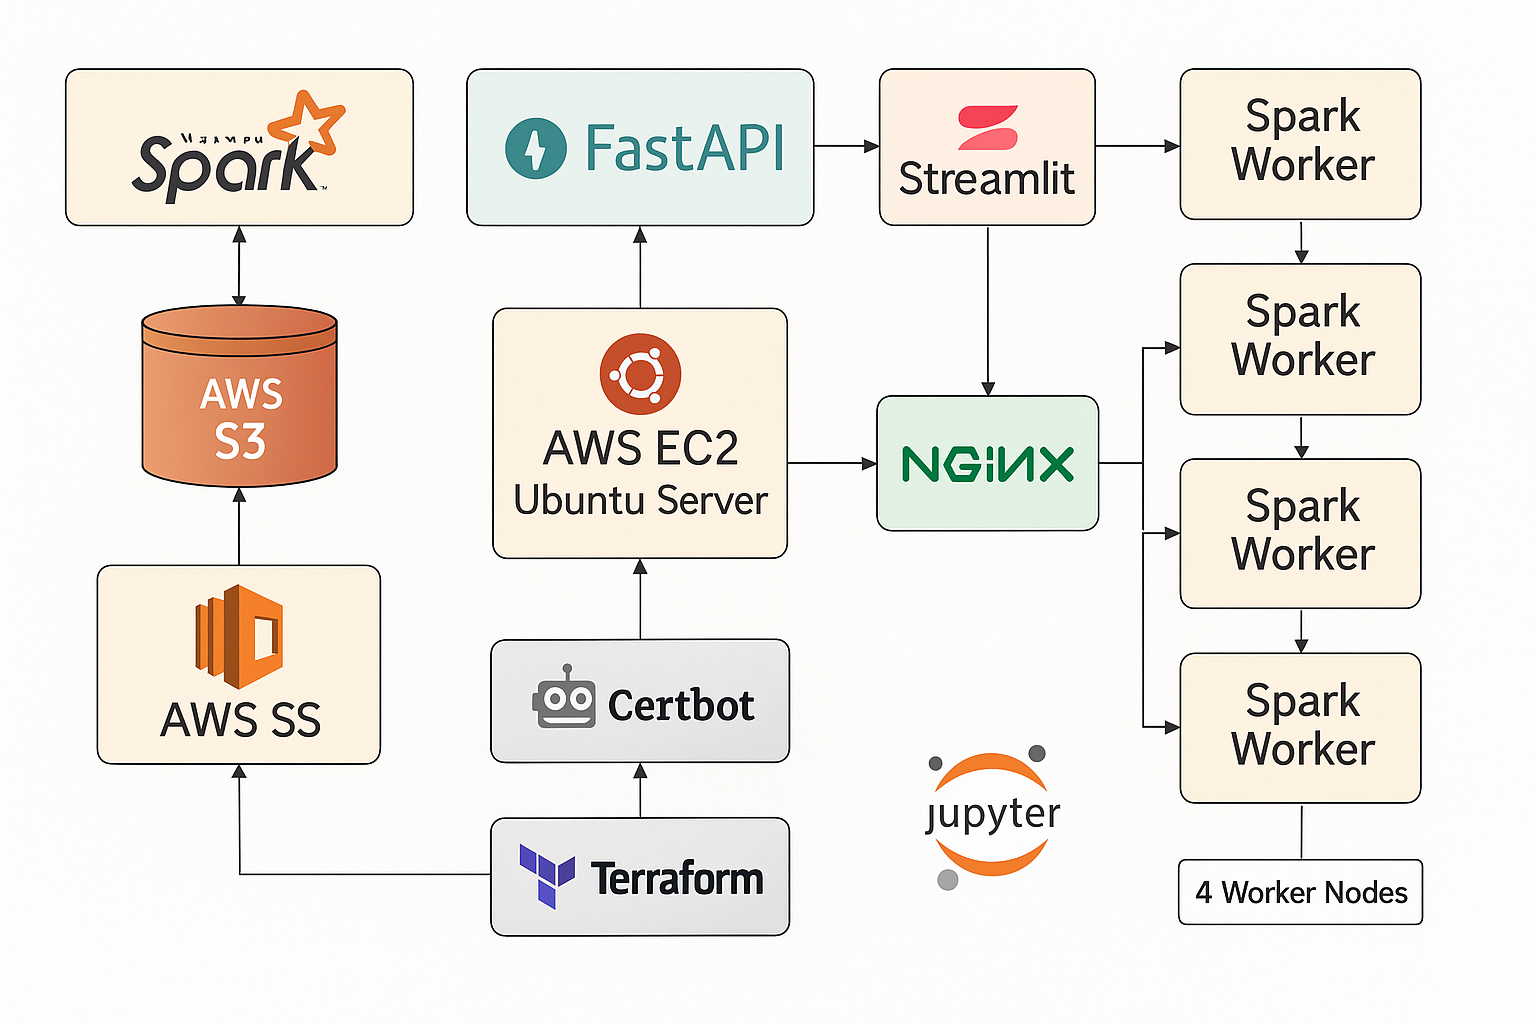 Spark
™
FastAPI
Streamlit
Spark
Worker
AWS
S3
AWS EC2
Ubuntu Server
NGiNX
Spark
Worker
Spark
Worker
AWS SS
Certbot
Spark
Worker
jupyter
Terraform
4 Worker Nodes